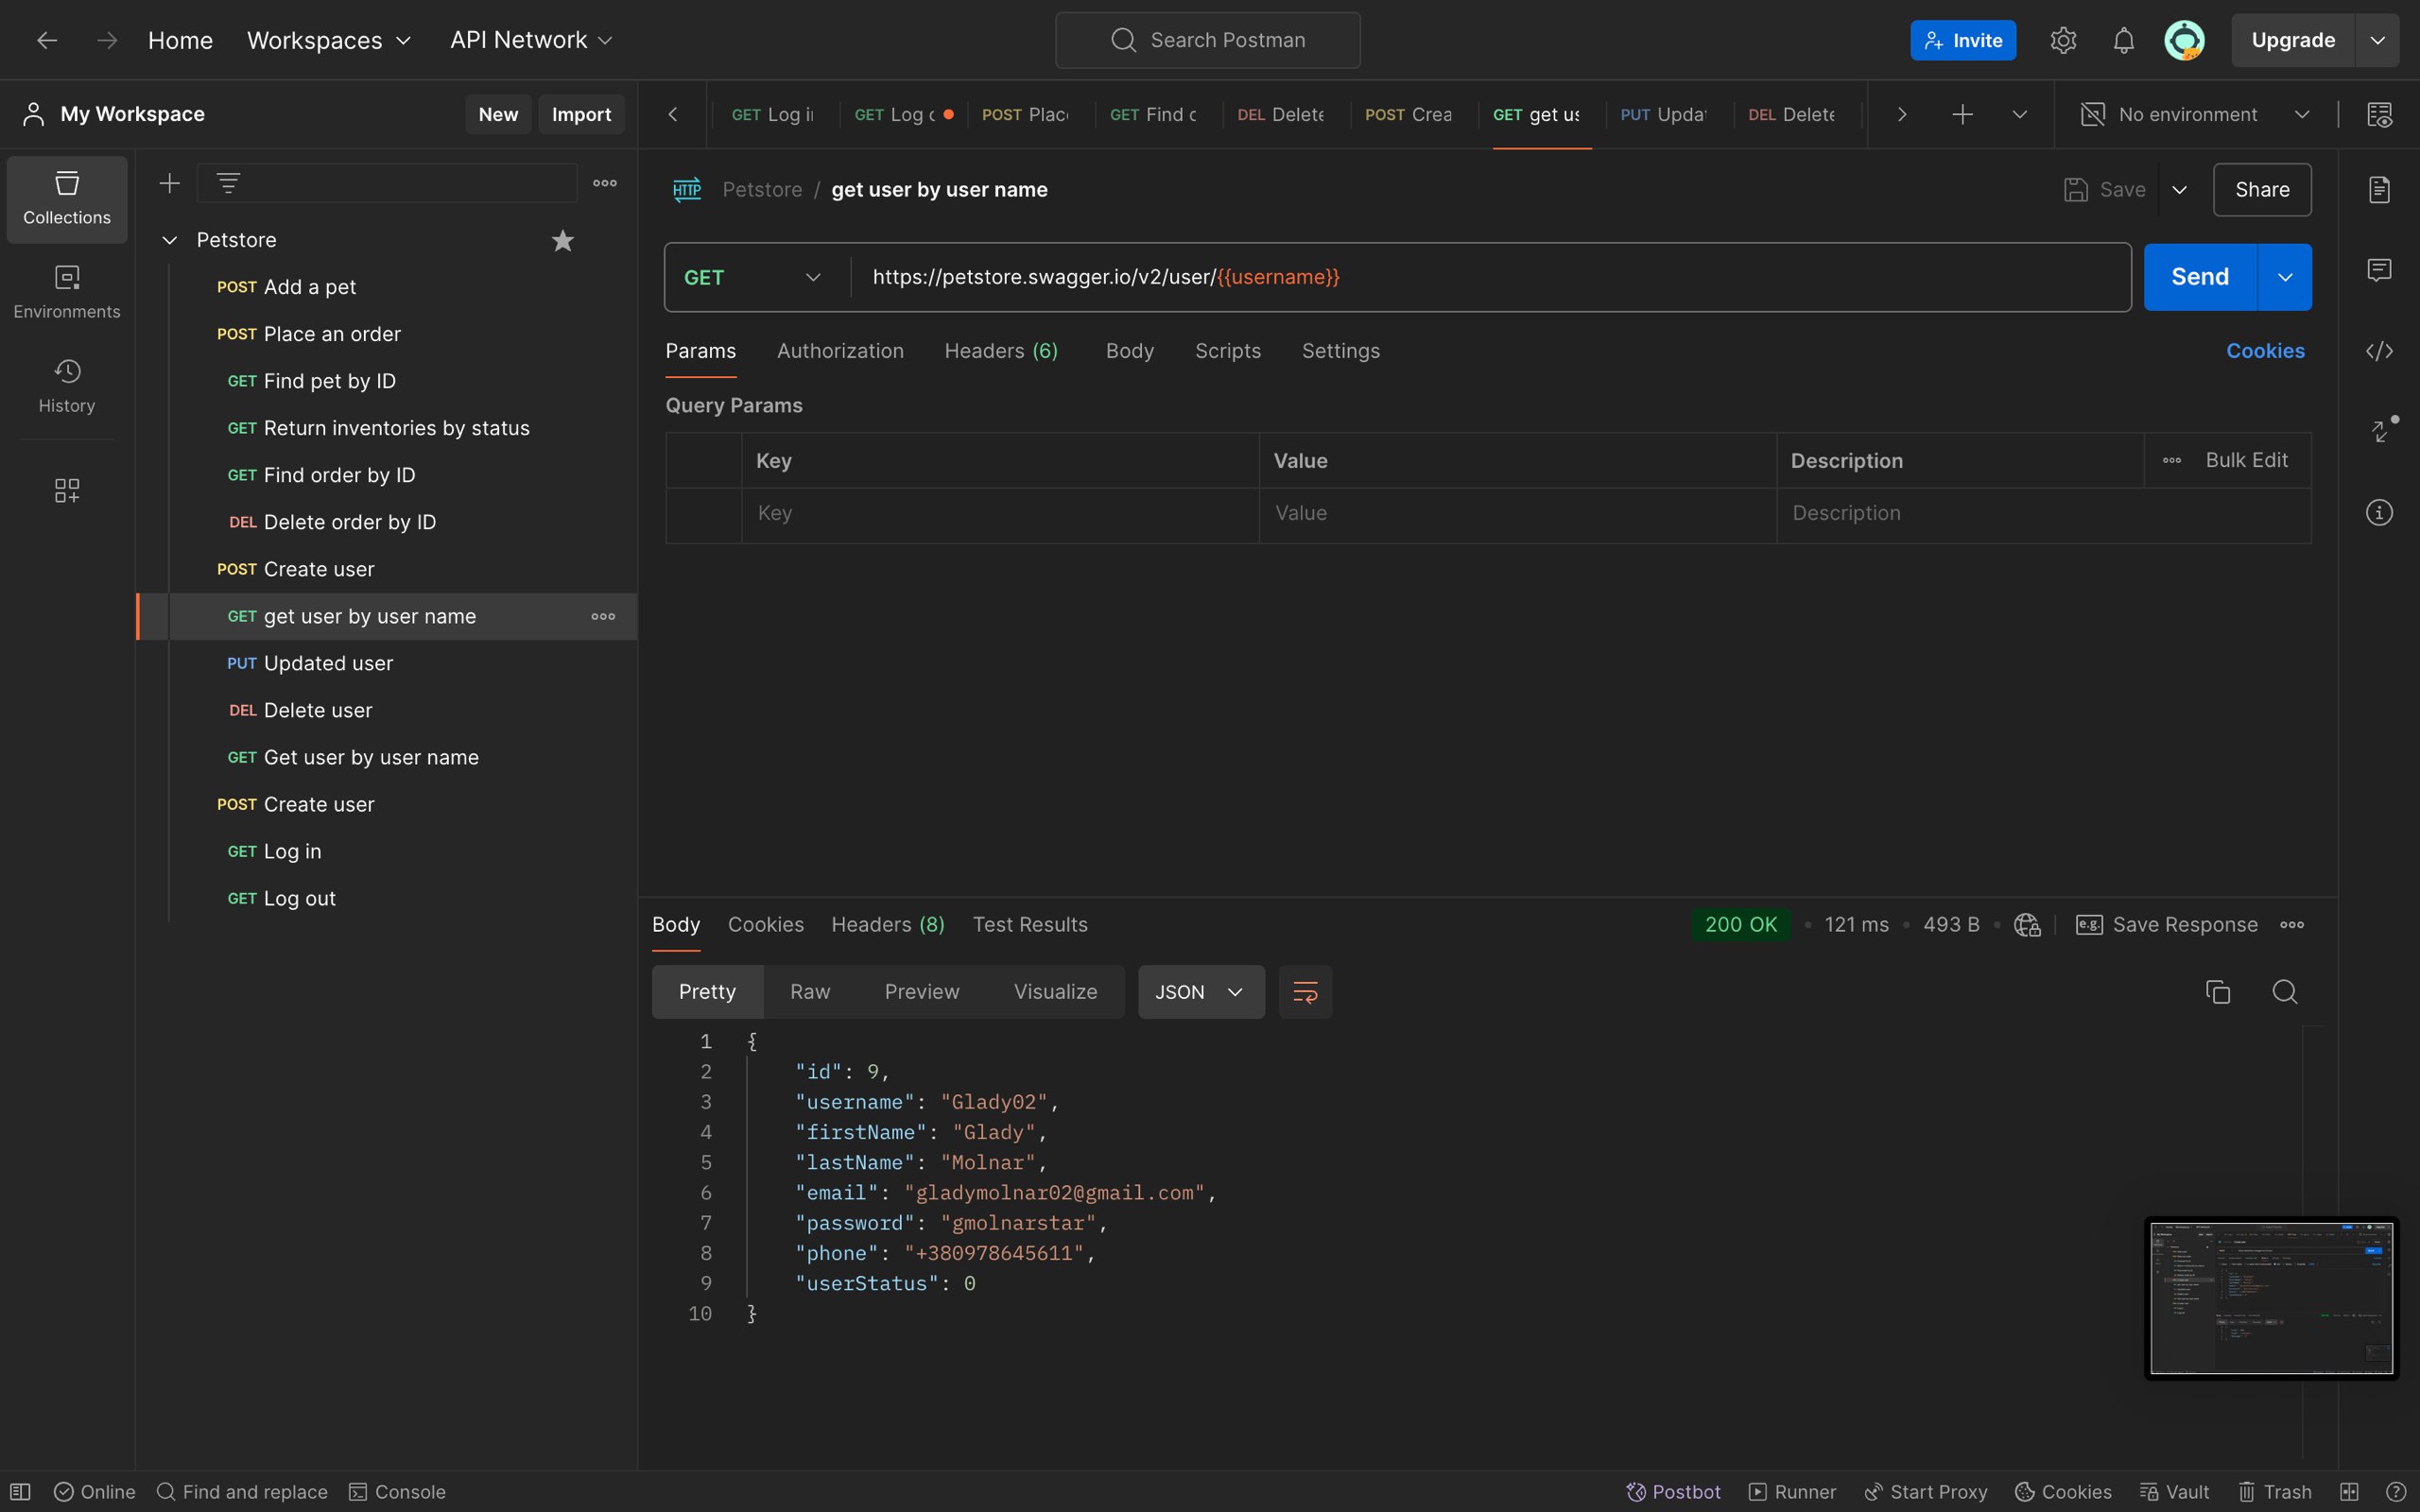 Home Workspaces API Network Search Postman Invite Upgrade
My Workspace New Import GET Log i GET Log POST Plac GET Find DEL Delete POST Crea GET get us PUT Updat DEL Delete No environment
Collections
Environments
History
Petstore
POST Add a pet
POST Place an order
GET Find pet by ID
GET Return inventories by status
GET Find order by ID
DEL Delete order by ID
POST Create user
GET get user by user name
PUT Updated user
DEL Delete user
GET Get user by user name
POST Create user
GET Log in
GET Log out
HTTP Petstore / get user by user name Save Share
GET https://petstore.swagger.io/v2/user/{{username}} Send
Params Authorization Headers (6) Body Scripts Settings Cookies
Query Params
Key Value Description Bulk Edit
Key Value Description
Body Cookies Headers (8) Test Results 200 OK • 121 ms • 493 B • e.g. Save Response
Pretty Raw Preview Visualize JSON
1 {
2 "id": 9,
3 "username": "Glady02",
4 "firstName": "Glady",
5 "lastName": "Molnar",
6 "email": "gladymolnar02@gmail.com",
7 "password": "gmolnarstar",
8 "phone": "+380978645611",
9 "userStatus": 0
10 }
Online Find and replace Console Postbot Runner Start Proxy Cookies Vault Trash